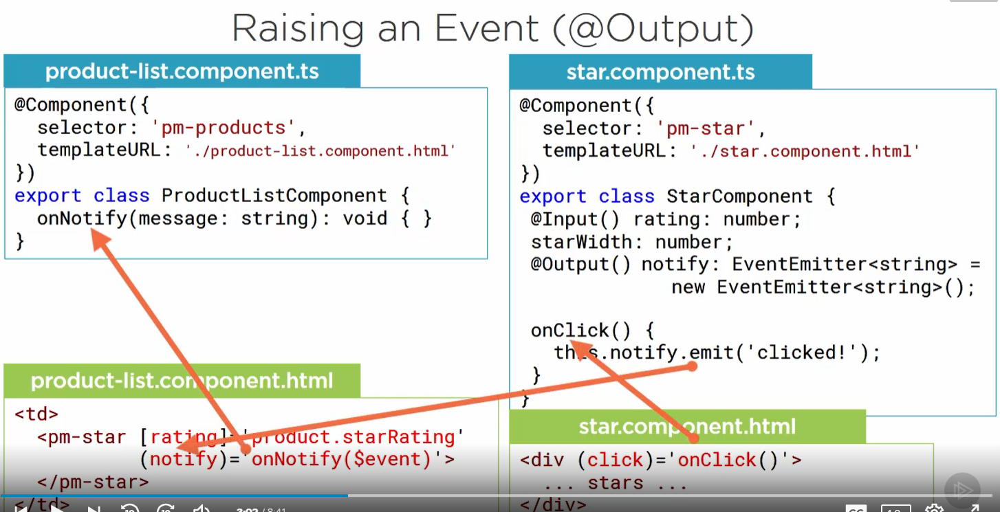 Raising an Event (@Output)
product-list.component.ts
@Component({
  selector: 'pm-products',
  templateURL: './product-list.component.html'
})
export class ProductListComponent {
  onNotify(message: string): void { }
}
star.component.ts
@Component({
  selector: 'pm-star',
  templateURL: './star.component.html'
})
export class StarComponent {
 @Input() rating: number;
 starWidth: number;
 @Output() notify: EventEmitter<string> =
            new EventEmitter<string>();
 onClick() {
   this.notify.emit('clicked!');
 }
}
product-list.component.html
<td>
  <pm-star [rating]='product.starRating'
           (notify)='onNotify($event)'>
  </pm-star>
</td>
star.component.html
<div (click)='onClick()'>
  ... stars ...
</div>
3:02 / 8:41